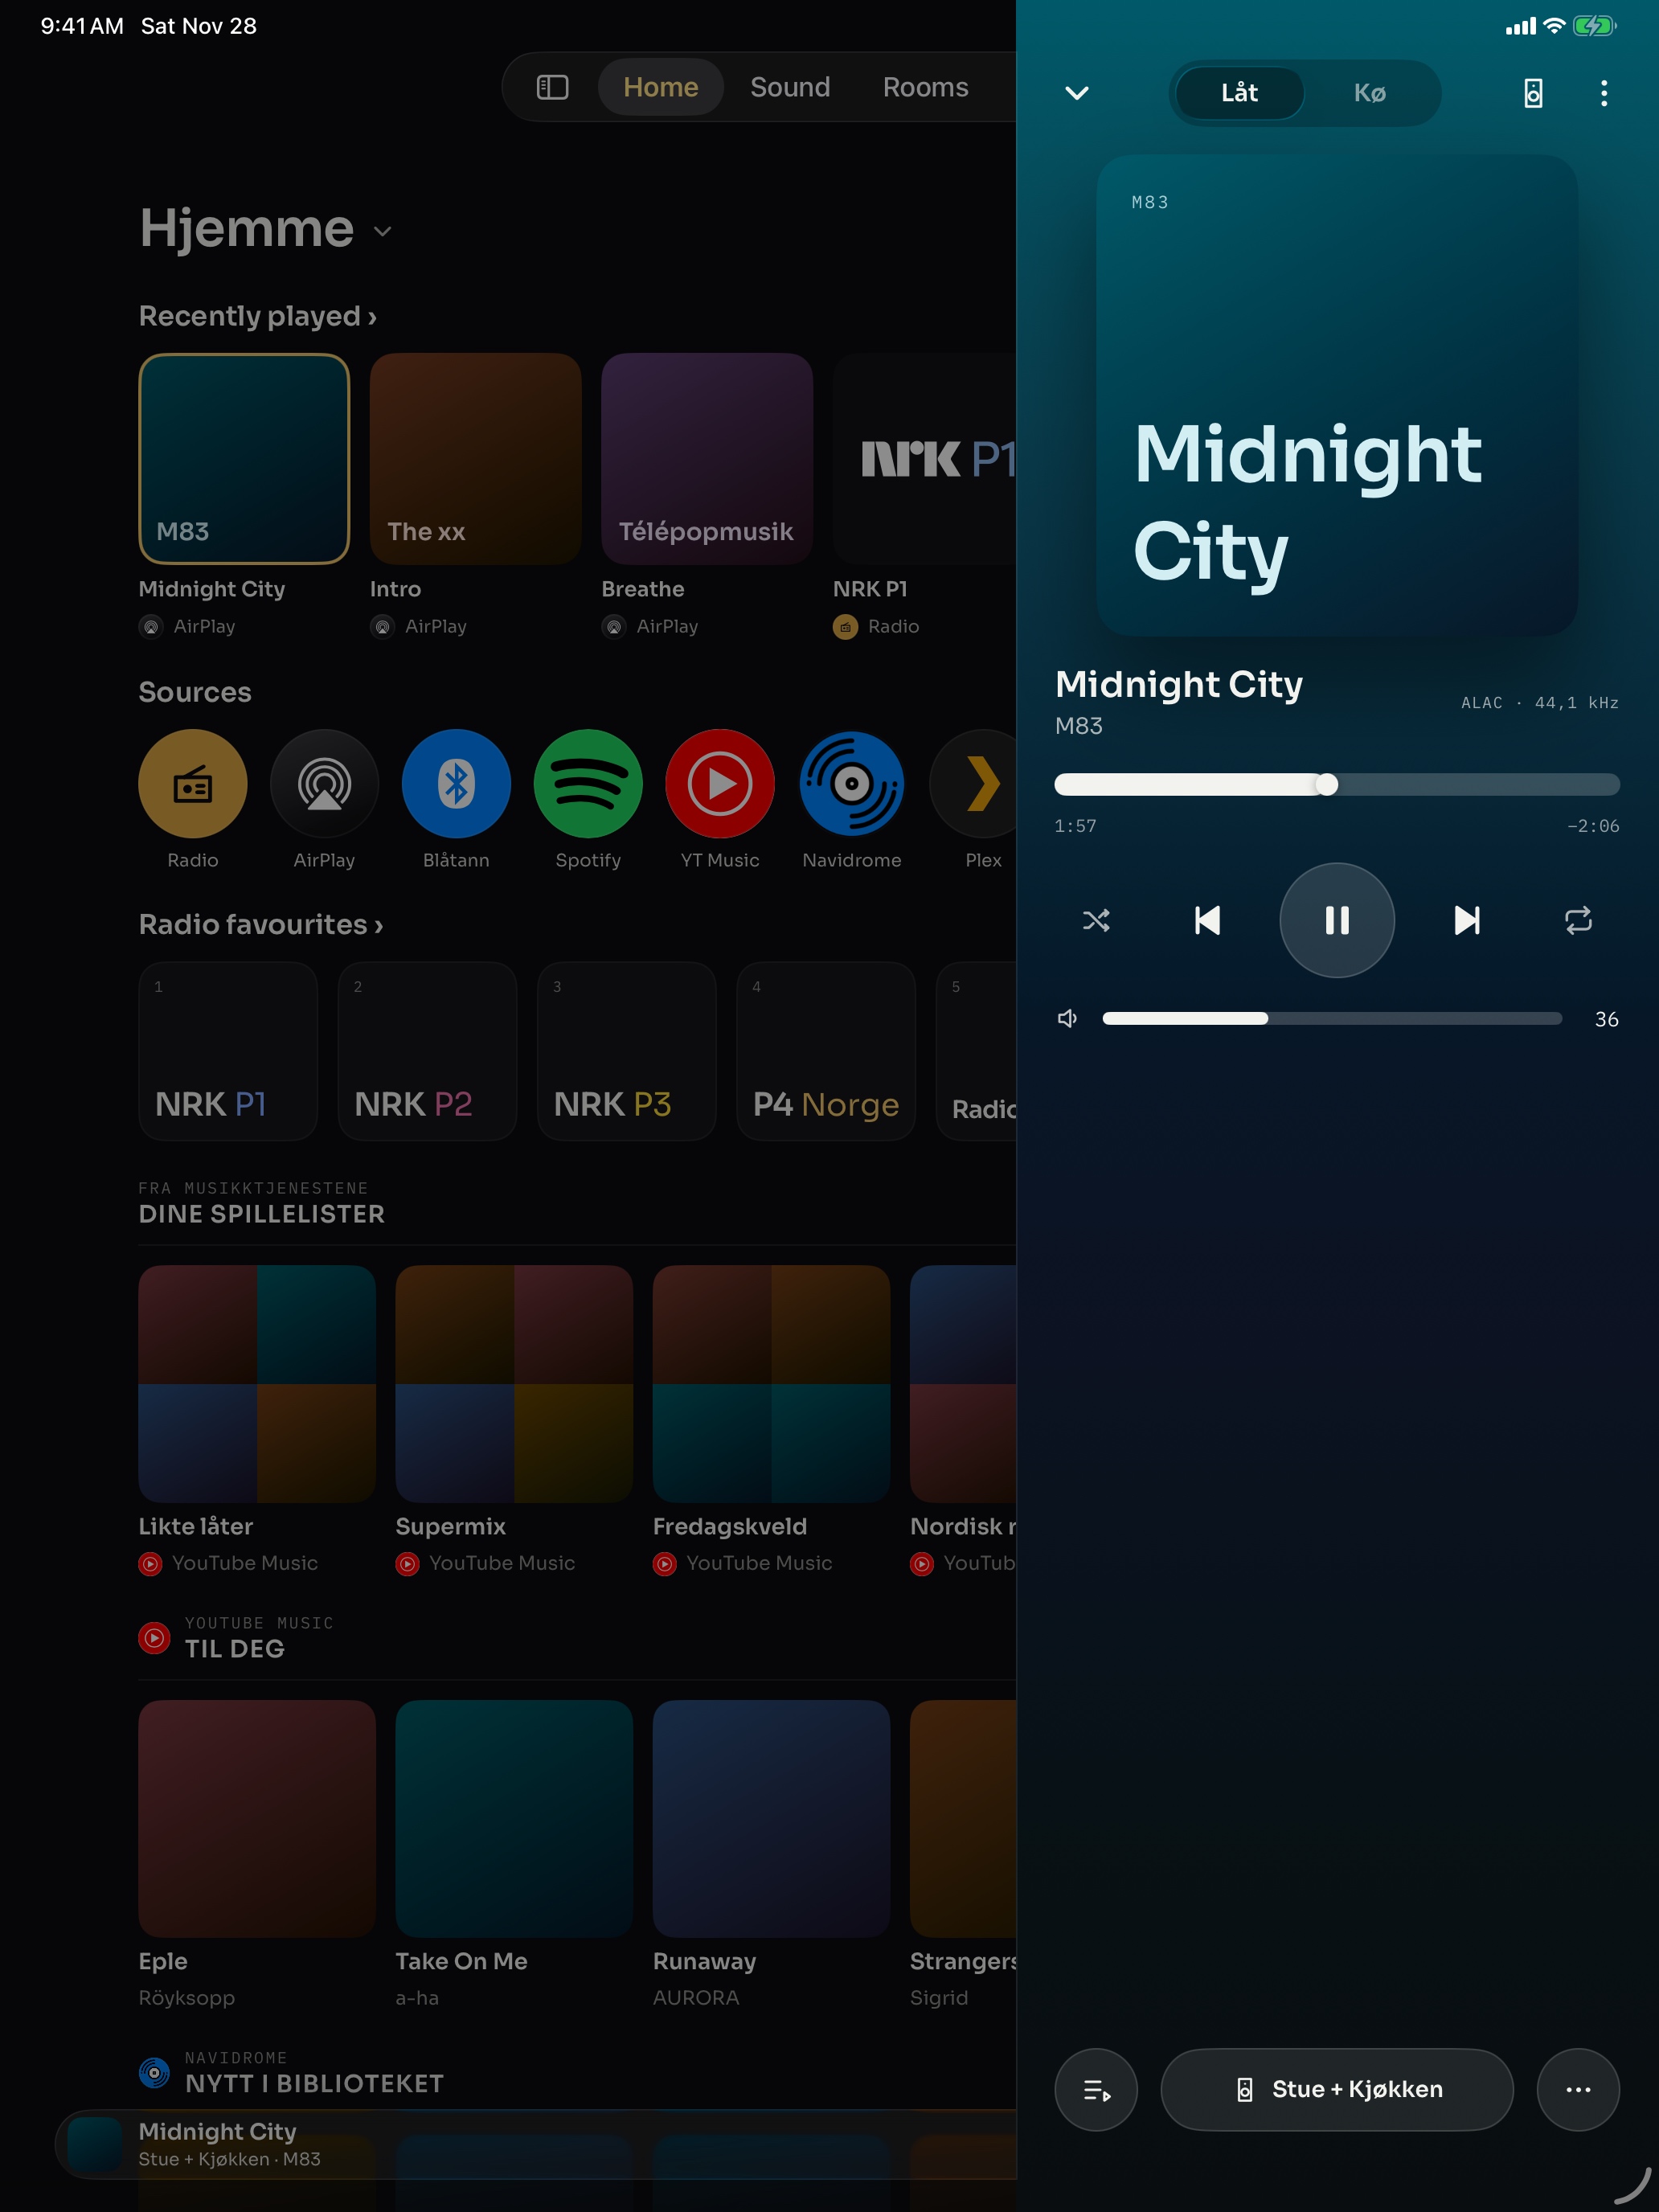 9:41 AM Sat Nov 28
Home Sound Rooms
Hjemme
Recently played ›
M83
The xx
Télépopmusik
NRK P1
Midnight City
Intro
Breathe
NRK P1
AirPlay
AirPlay
AirPlay
Radio
Sources
Radio
AirPlay
Blåtann
Spotify
YT Music
Navidrome
Plex
Radio favourites ›
1
2
3
4
5
NRK P1
NRK P2
NRK P3
P4 Norge
Radio
FRA MUSIKKTJENESTENE
DINE SPILLELISTER
Likte låter
Supermix
Fredagskveld
Nordisk
YouTube Music
YouTube Music
YouTube Music
YouTub
YOUTUBE MUSIC
TIL DEG
Eple
Take On Me
Runaway
Strangers
Röyksopp
a-ha
AURORA
Sigrid
NAVIDROME
NYTT I BIBLIOTEKET
Midnight City
Stue + Kjøkken · M83
Låt
Kø
M83
Midnight
City
Midnight City
M83
ALAC · 44,1 kHz
1:57
−2:06
36
Stue + Kjøkken